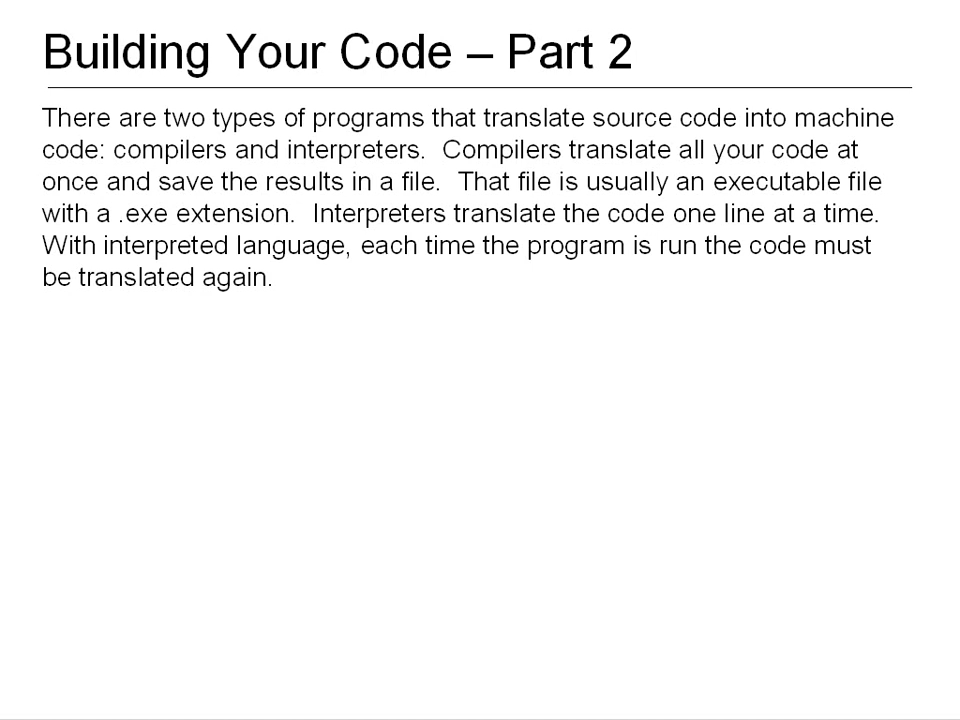 Building Your Code – Part 2
There are two types of programs that translate source code into machine
code: compilers and interpreters.  Compilers translate all your code at
once and save the results in a file.  That file is usually an executable file
with a .exe extension.  Interpreters translate the code one line at a time.
With interpreted language, each time the program is run the code must
be translated again.